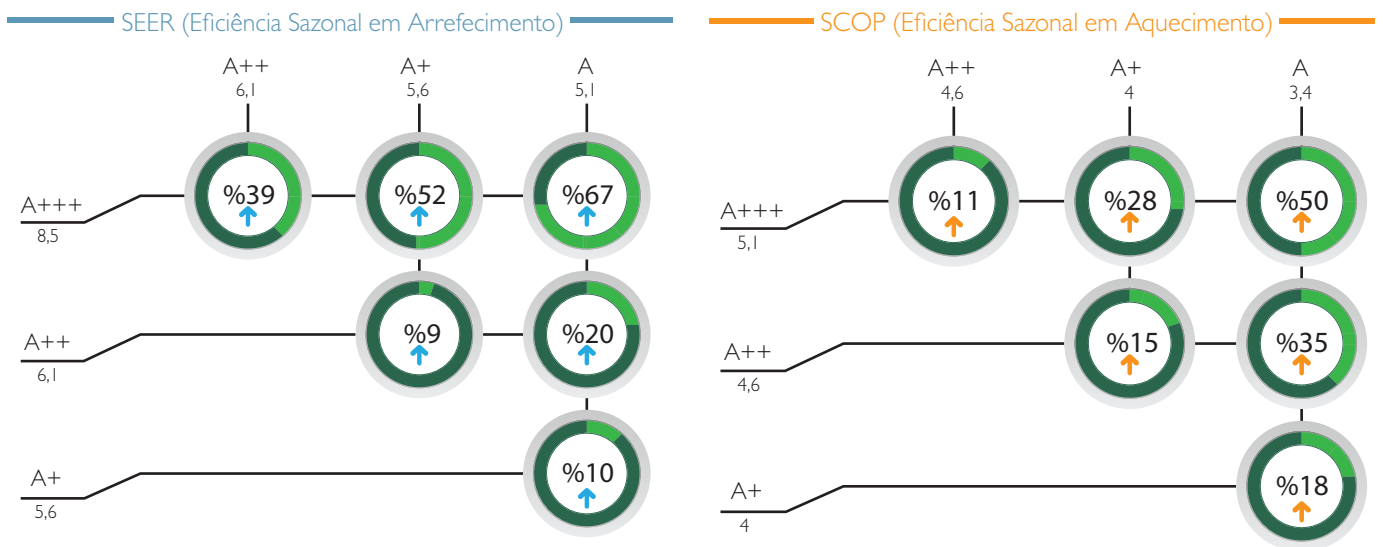 SEER (Eficiência Sazonal em Arrefecimento)
A++ A+ A
6,1 5,6 5,1
A+++ %39 %52 %67
8,5
A++ %9 %20
6,1
A+ %10
5,6
SCOP (Eficiência Sazonal em Aquecimento)
A++ A+ A
4,6 4 3,4
A+++ %11 %28 %50
5,1
A++ %15 %35
4,6
A+ %18
4